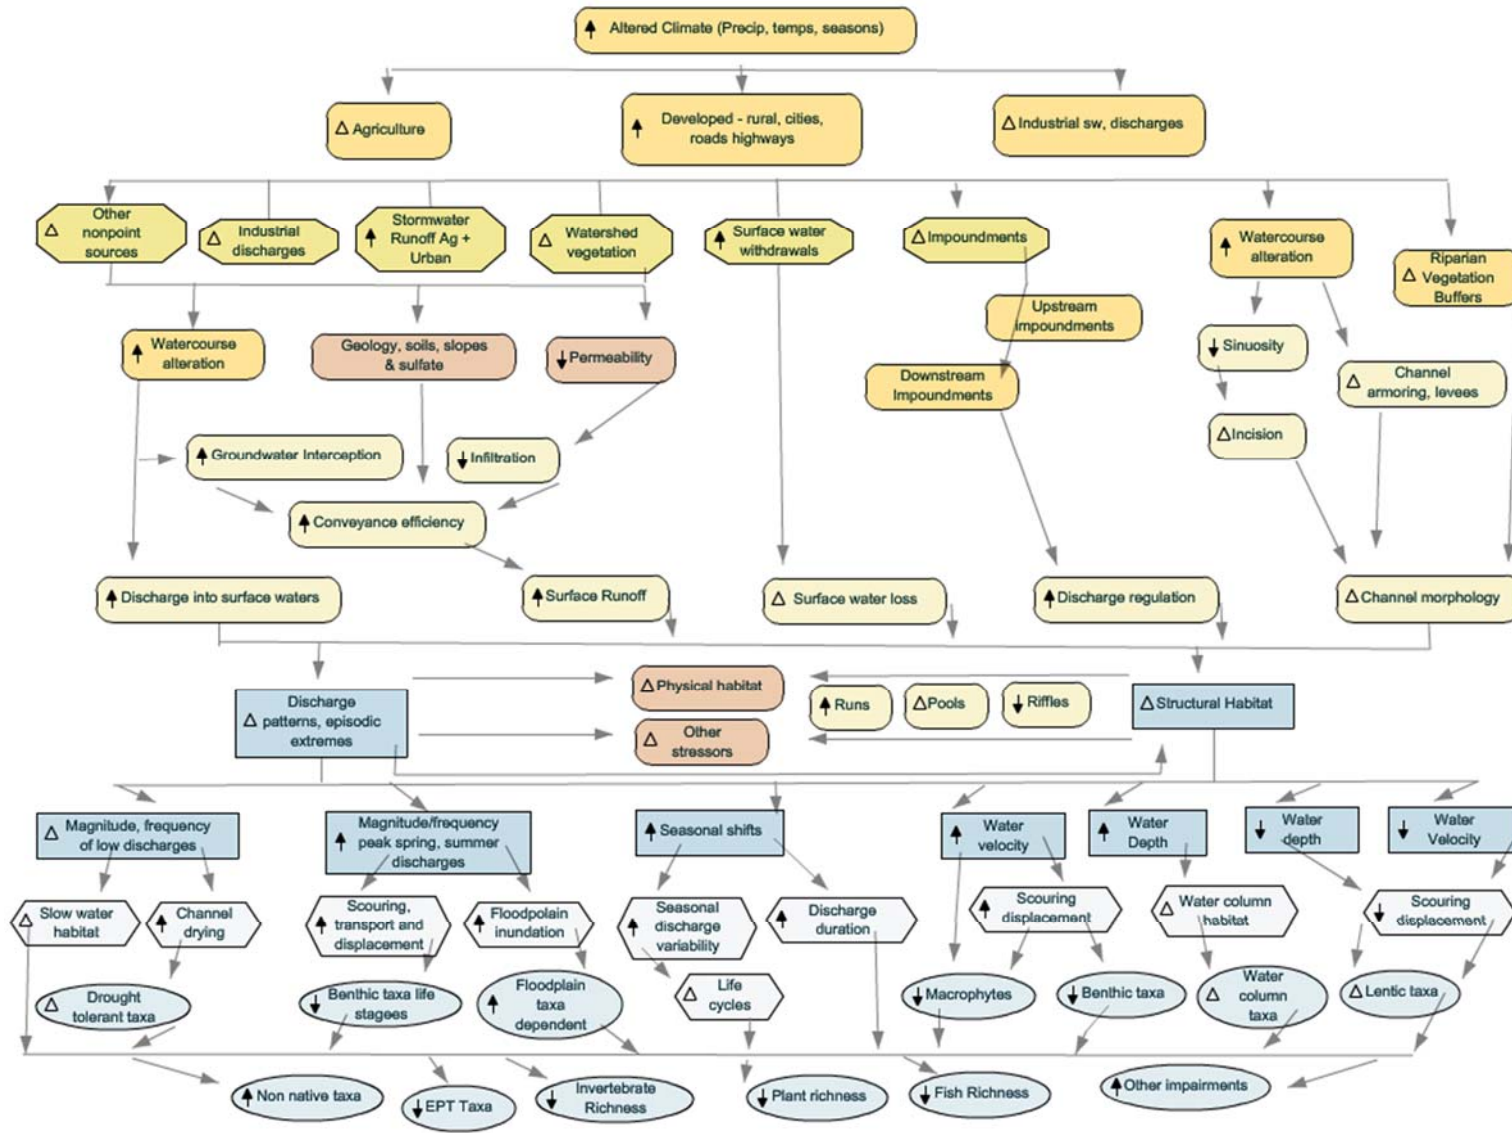 Altered Climate (Precip, temps, seasons)
Agriculture
Developed - rural, cities,
roads highways
Industrial sw, discharges
Other
nonpoint
sources
Industrial
discharges
Stormwater
Runoff Ag +
Urban
Watershed
vegetation
Surface water
withdrawals
Impoundments
Watercourse
alteration
Riparian
Vegetation
Buffers
Upstream
impoundments
Watercourse
alteration
Geology, soils, slopes
& sulfate
Permeability
Sinuosity
Downstream
Impoundments
Channel
armoring, levees
Incision
Groundwater Interception
Infiltration
Conveyance efficiency
Discharge into surface waters
Surface Runoff
Surface water loss
Discharge regulation
Channel morphology
Discharge
patterns, episodic
extremes
Physical habitat
Other
stressors
Runs
Pools
Riffles
Structural Habitat
Magnitude, frequency
of low discharges
Magnitude/frequency
peak spring, summer
discharges
Seasonal shifts
Water
velocity
Water
Depth
Water
depth
Water
Velocity
Slow water
habitat
Channel
drying
Scouring,
transport and
displacement
Floodpolain
inundation
Seasonal
discharge
variability
Discharge
duration
Scouring
displacement
Water column
habitat
Scouring
displacement
Drought
tolerant taxa
Benthic taxa life
stagees
Floodplain
taxa
dependent
Life
cycles
Macrophytes
Benthic taxa
Water
column
taxa
Lentic taxa
Non native taxa
EPT Taxa
Invertebrate
Richness
Plant richness
Fish Richness
Other impairments